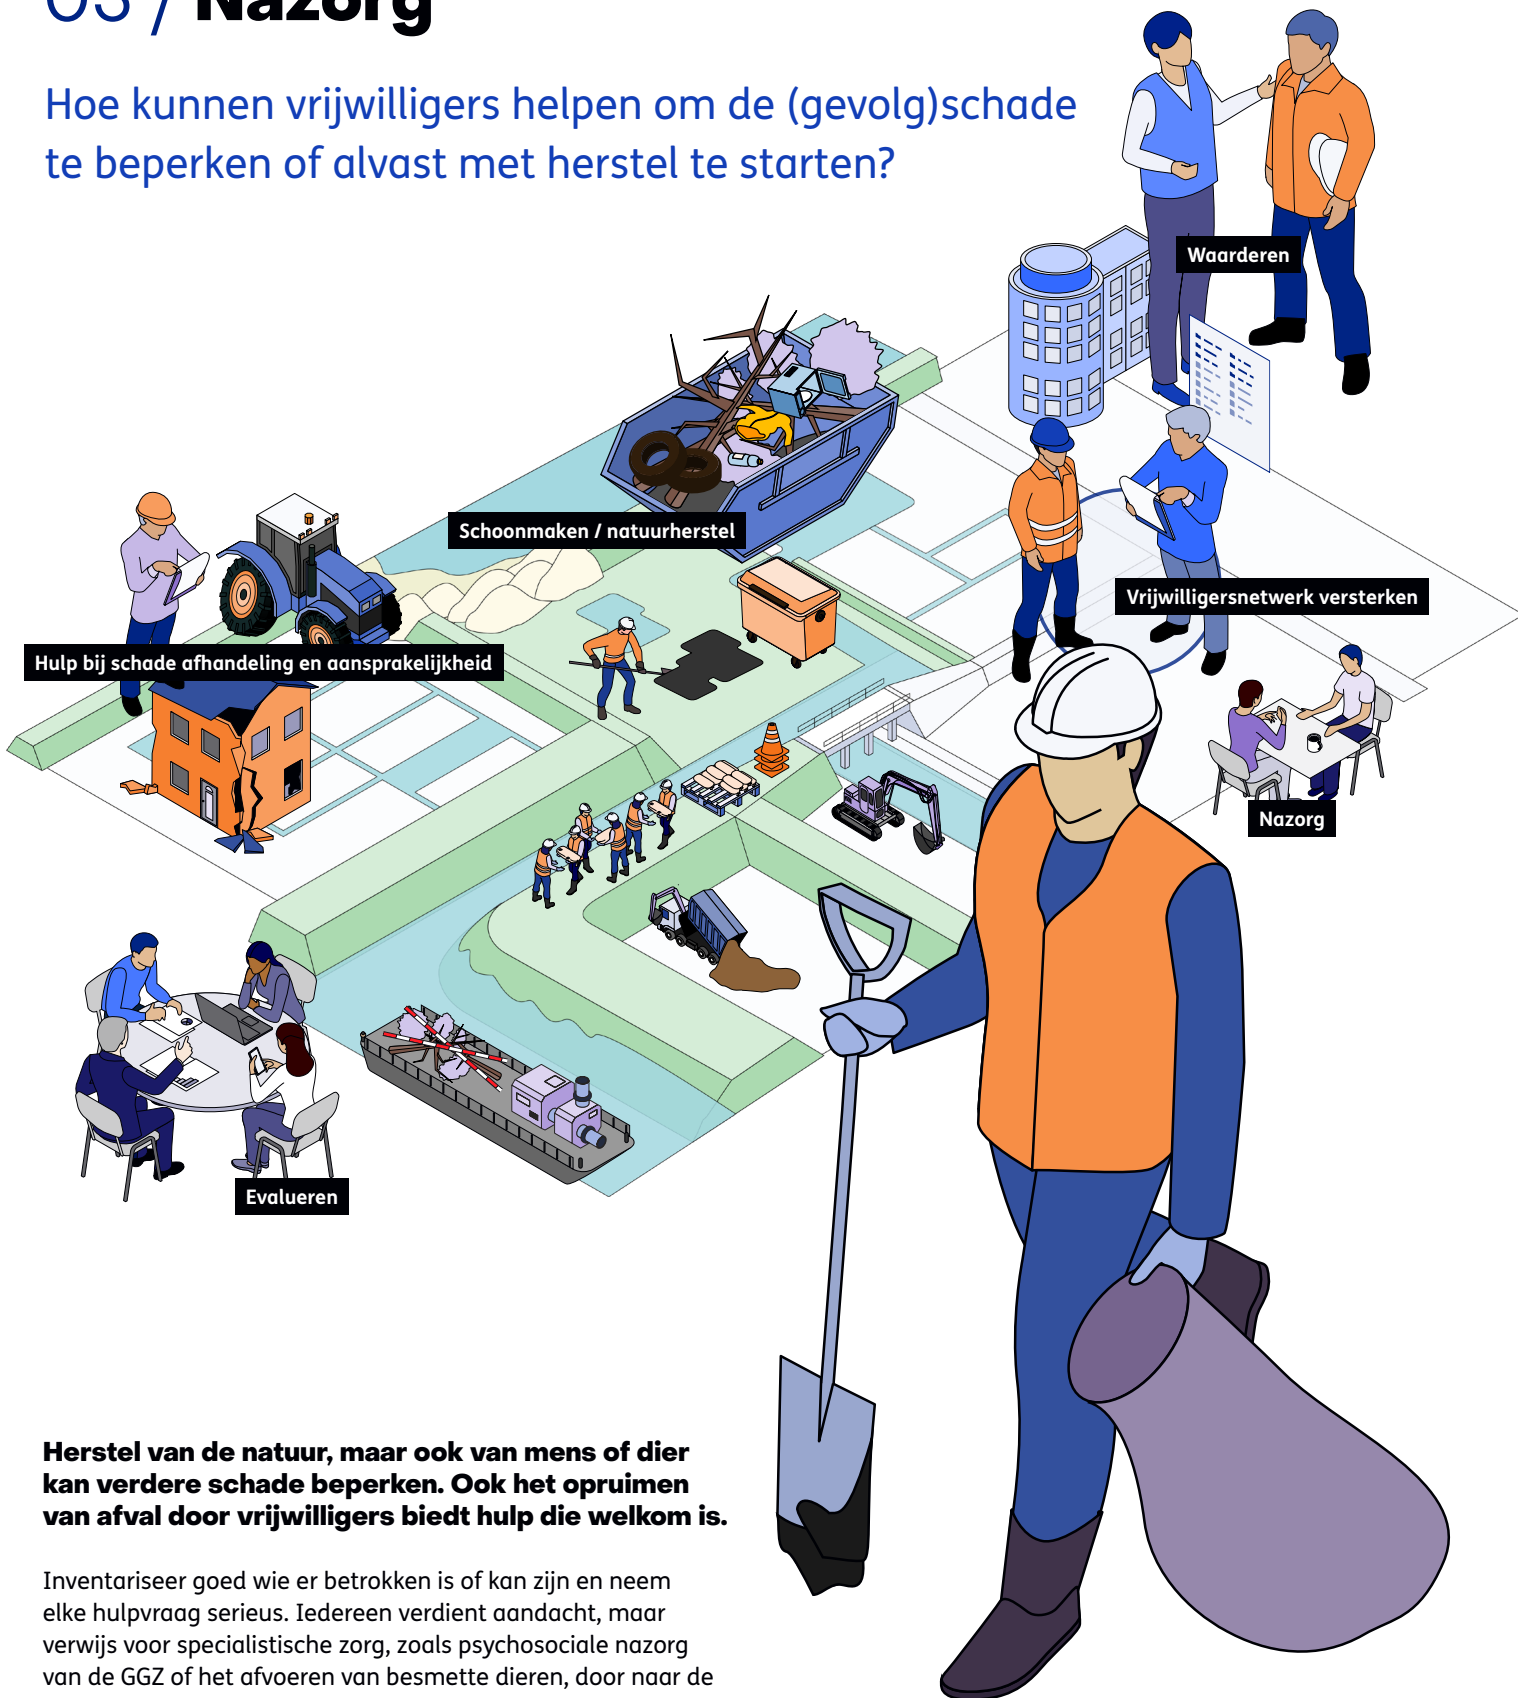 03 / Nazorg
Hoe kunnen vrijwilligers helpen om de (gevolg)schade
te beperken of alvast met herstel te starten?
Waarderen
Schoonmaken / natuurherstel
Vrijwilligersnetwerk versterken
Hulp bij schade afhandeling en aansprakelijkheid
Nazorg
Evalueren
Herstel van de natuur, maar ook van mens of dier
kan verdere schade beperken. Ook het opruimen
van afval door vrijwilligers biedt hulp die welkom is.
Inventariseer goed wie er betrokken is of kan zijn en neem
elke hulpvraag serieus. Iedereen verdient aandacht, maar
verwijs voor specialistische zorg, zoals psychosociale nazorg
van de GGZ of het afvoeren van besmette dieren, door naar de